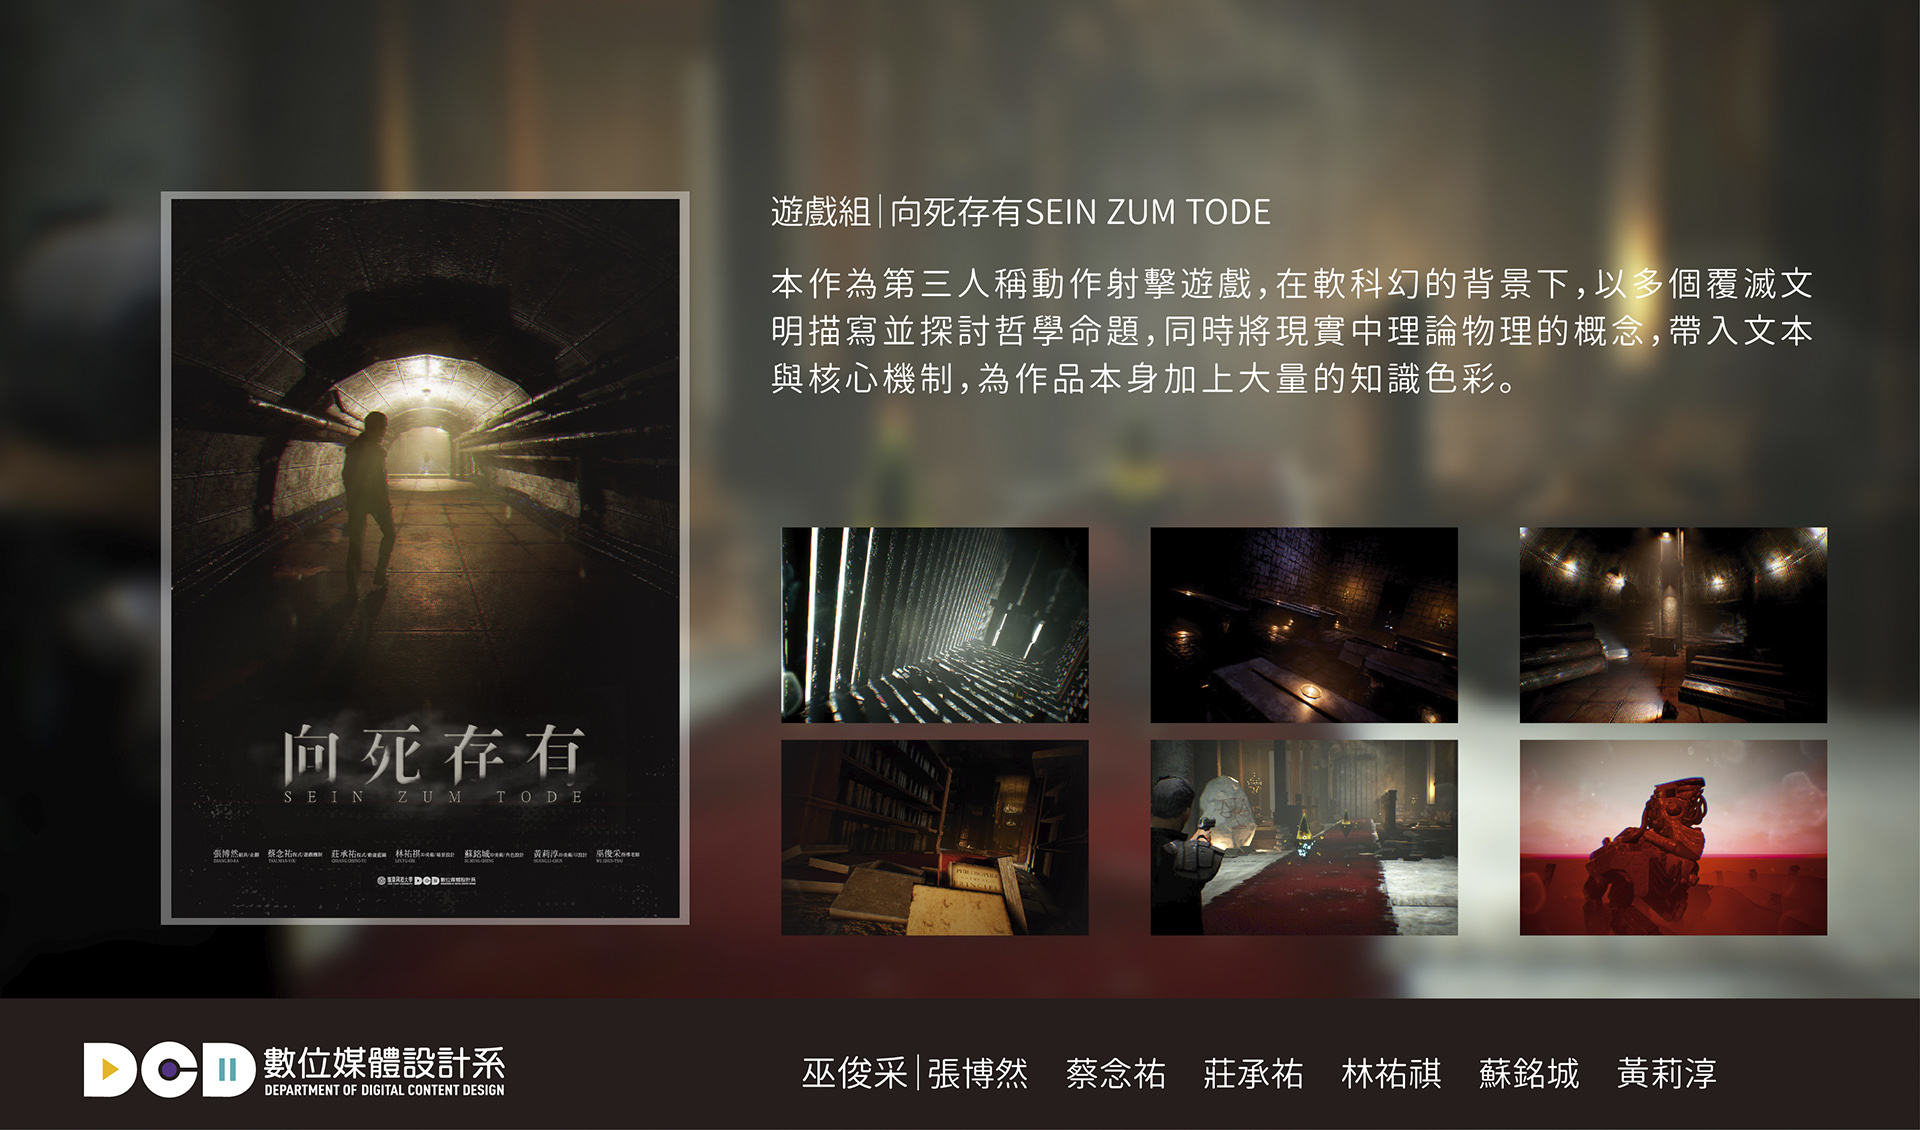 遊戲組|向死存有SEIN ZUM TODE
本作為第三人稱動作射擊遊戲,在軟科幻的背景下,以多個覆滅文
明描寫並探討哲學命題,同時將現實中理論物理的概念,帶入文本
與核心機制,為作品本身加上大量的知識色彩。
向死存有
SEIN ZUM TODE
張博然 蔡念祐 莊承祐 林祐祺 蘇銘城 黃莉淳 巫俊采
DCD 數位媒體設計系
DEPARTMENT OF DIGITAL CONTENT DESIGN
巫俊采|張博然 蔡念祐 莊承祐 林祐祺 蘇銘城 黃莉淳